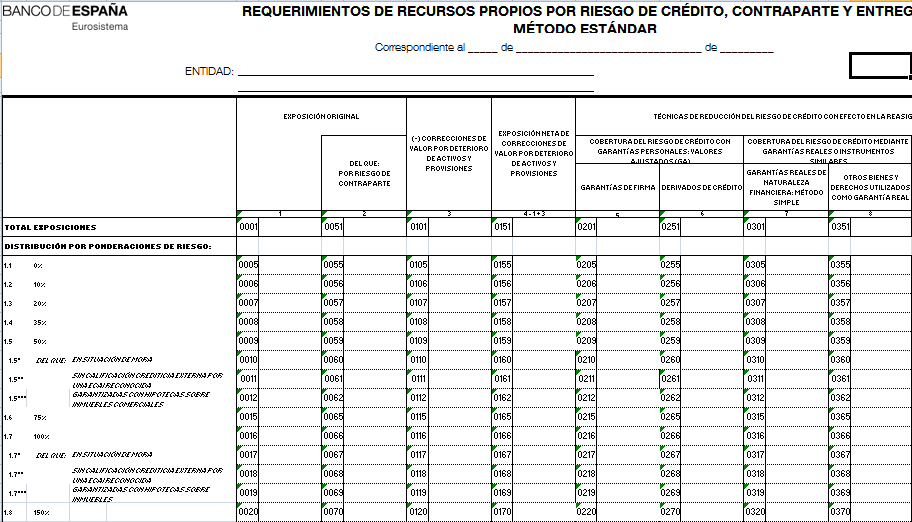 BANCO DE ESPAÑA
Eurosistema
REQUERIMIENTOS DE RECURSOS PROPIOS POR RIESGO DE CRÉDITO, CONTRAPARTE Y ENTREG
MÉTODO ESTÁNDAR
Correspondiente al _____ de ______________________________ de _________
ENTIDAD:
EXPOSICIÓN ORIGINAL
DEL QUE:
POR RIESGO DE
CONTRAPARTE
(-) CORRECCIONES DE
VALOR POR DETERIORO
DE ACTIVOS Y
PROVISIONES
EXPOSICIÓN NETA DE
CORRECCIONES DE
VALOR POR DETERIORO
DE ACTIVOS Y
PROVISIONES
TÉCNICAS DE REDUCCIÓN DEL RIESGO DE CRÉDITO CON EFECTO EN LA REASIG
COBERTURA DEL RIESGO DE CRÉDITO CON
GARANTÍAS PERSONALES: VALORES
AJUSTADOS (GA)
COBERTURA DEL RIESGO DE CRÉDITO MEDIANTE
GARANTÍAS REALES O INSTRUMENTOS
SIMILARES
GARANTÍAS DE FIRMA
DERIVADOS DE CRÉDITO
GARANTÍAS REALES DE
NATURALEZA
FINANCIERA: MÉTODO
SIMPLE
OTROS BIENES Y
DERECHOS UTILIZADOS
COMO GARANTÍA REAL
1 2 3 4 - 1 + 3 5 6 7 8
TOTAL EXPOSICIONES 0001 0051 0101 0151 0201 0251 0301 0351
DISTRIBUCIÓN POR PONDERACIONES DE RIESGO:
1.1 0% 0005 0055 0105 0155 0205 0255 0305 0355
1.2 10% 0006 0056 0106 0156 0206 0256 0306 0356
1.3 20% 0007 0057 0107 0157 0207 0257 0307 0357
1.4 35% 0008 0058 0108 0158 0208 0258 0308 0358
1.5 50% 0009 0059 0109 0159 0209 0259 0309 0359
1.5* DEL QUE: EN SITUACIÓN DE MORA 0010 0060 0110 0160 0210 0260 0310 0360
1.5** SIN CALIFICACIÓN CREDITICIA EXTERNA POR
UNA ECAI RECONOCIDA 0011 0061 0111 0161 0211 0261 0311 0361
1.5*** GARANTIZADAS CON HIPOTECAS SOBRE
INMUEBLES COMERCIALES 0012 0062 0112 0162 0212 0262 0312 0362
1.6 75% 0015 0065 0115 0165 0215 0265 0315 0365
1.7 100% 0016 0066 0116 0166 0216 0266 0316 0366
1.7* DEL QUE: EN SITUACIÓN DE MORA 0017 0067 0117 0167 0217 0267 0317 0367
1.7** SIN CALIFICACIÓN CREDITICIA EXTERNA POR
UNA ECAI RECONOCIDA 0018 0068 0118 0168 0218 0268 0318 0368
1.7*** GARANTIZADAS CON HIPOTECAS SOBRE
INMUEBLES 0019 0069 0119 0169 0219 0269 0319 0369
1.8 150% 0020 0070 0120 0170 0220 0270 0320 0370